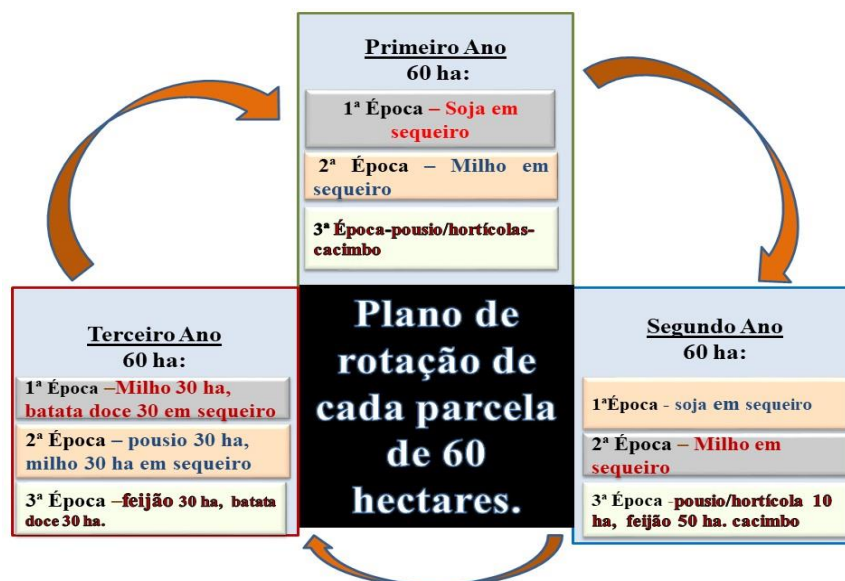 Primeiro Ano
60 ha:
1ª Época – Soja em
sequeiro
2ª Época – Milho em
sequeiro
3ª Época-pousio/hortícolas-
cacimbo
Plano de
rotação de
cada parcela
de 60
hectares.
Segundo Ano
60 ha:
1ªÉpoca - soja em sequeiro
2ª Época – Milho em
sequeiro
3ª Época -pousio/hortícola 10
ha, feijão 50 ha. cacimbo
Terceiro Ano
60 ha:
1ª Época –Milho 30 ha,
batata doce 30 em sequeiro
2ª Época – pousio 30 ha,
milho 30 ha em sequeiro
3ª Época –feijão 30 ha, batata
doce 30 ha.